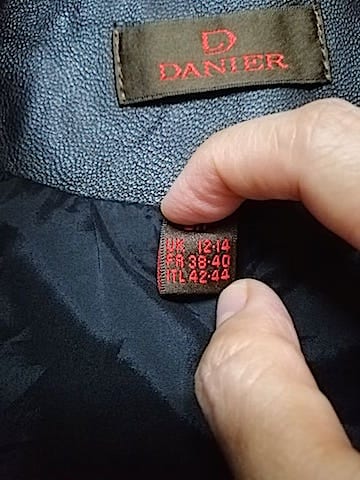 D
DANIER
UK 12-14
FR 38-40
ITL 42-44